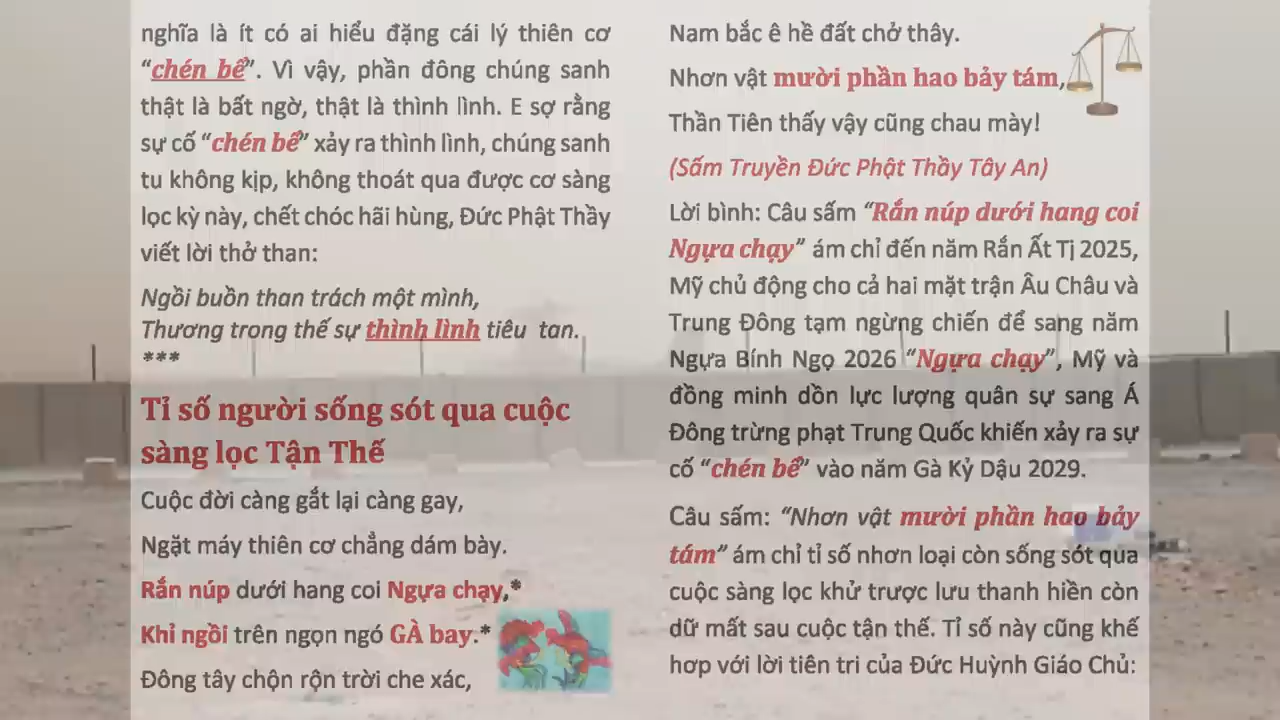 nghĩa là ít có ai hiểu đặng cái lý thiên cơ
“chén bể”. Vì vậy, phần đông chúng sanh
thật là bất ngờ, thật là thình lình. E sợ rằng
sự cố “chén bể” xảy ra thình lình, chúng sanh
tu không kịp, không thoát qua được cơ sàng
lọc kỳ này, chết chóc hãi hùng, Đức Phật Thầy
viết lời thở than:
Ngồi buồn than trách một mình,
Thương trong thế sự thình lình tiêu tan.
***
Tỉ số người sống sót qua cuộc
sàng lọc Tận Thế
Cuộc đời càng gắt lại càng gay,
Ngặt máy thiên cơ chẳng dám bày.
Rắn núp dưới hang coi Ngựa chạy,*
Khỉ ngồi trên ngọn ngó GÀ bay.*
Đông tây chộn rộn trời che xác,
Nam bắc ê hề đất chở thây.
Nhơn vật mười phần hao bảy tám,
Thần Tiên thấy vậy cũng chau mày!
(Sấm Truyền Đức Phật Thầy Tây An)
Lời bình: Câu sấm “Rắn núp dưới hang coi
Ngựa chạy” ám chỉ đến năm Rắn Ất Tị 2025,
Mỹ chủ động cho cả hai mặt trận Âu Châu và
Trung Đông tạm ngừng chiến để sang năm
Ngựa Bính Ngọ 2026 “Ngựa chạy”, Mỹ và
đồng minh dồn lực lượng quân sự sang Á
Đông trừng phạt Trung Quốc khiến xảy ra sự
cố “chén bể” vào năm Gà Kỷ Dậu 2029.
Câu sấm: “Nhơn vật mười phần hao bảy
tám” ám chỉ tỉ số nhơn loại còn sống sót qua
cuộc sàng lọc khử trược lưu thanh hiền còn
dữ mất sau cuộc tận thế. Tỉ số này cũng khế
hợp với lời tiên tri của Đức Huỳnh Giáo Chủ: